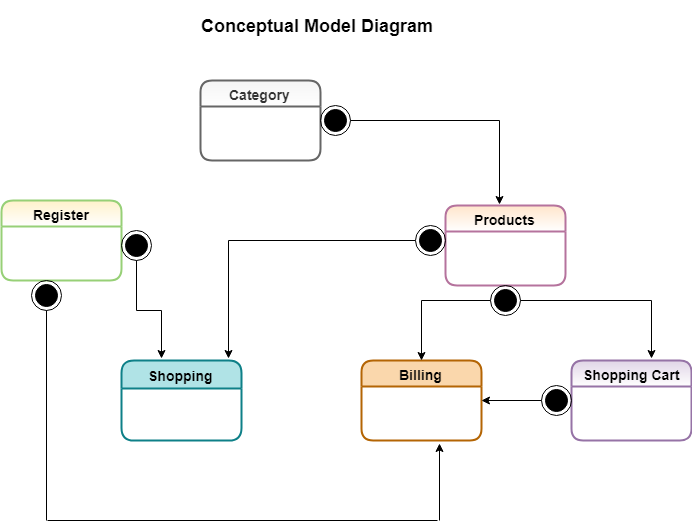 Conceptual Model Diagram
Category
Register
Products
Shopping
Billing
Shopping Cart